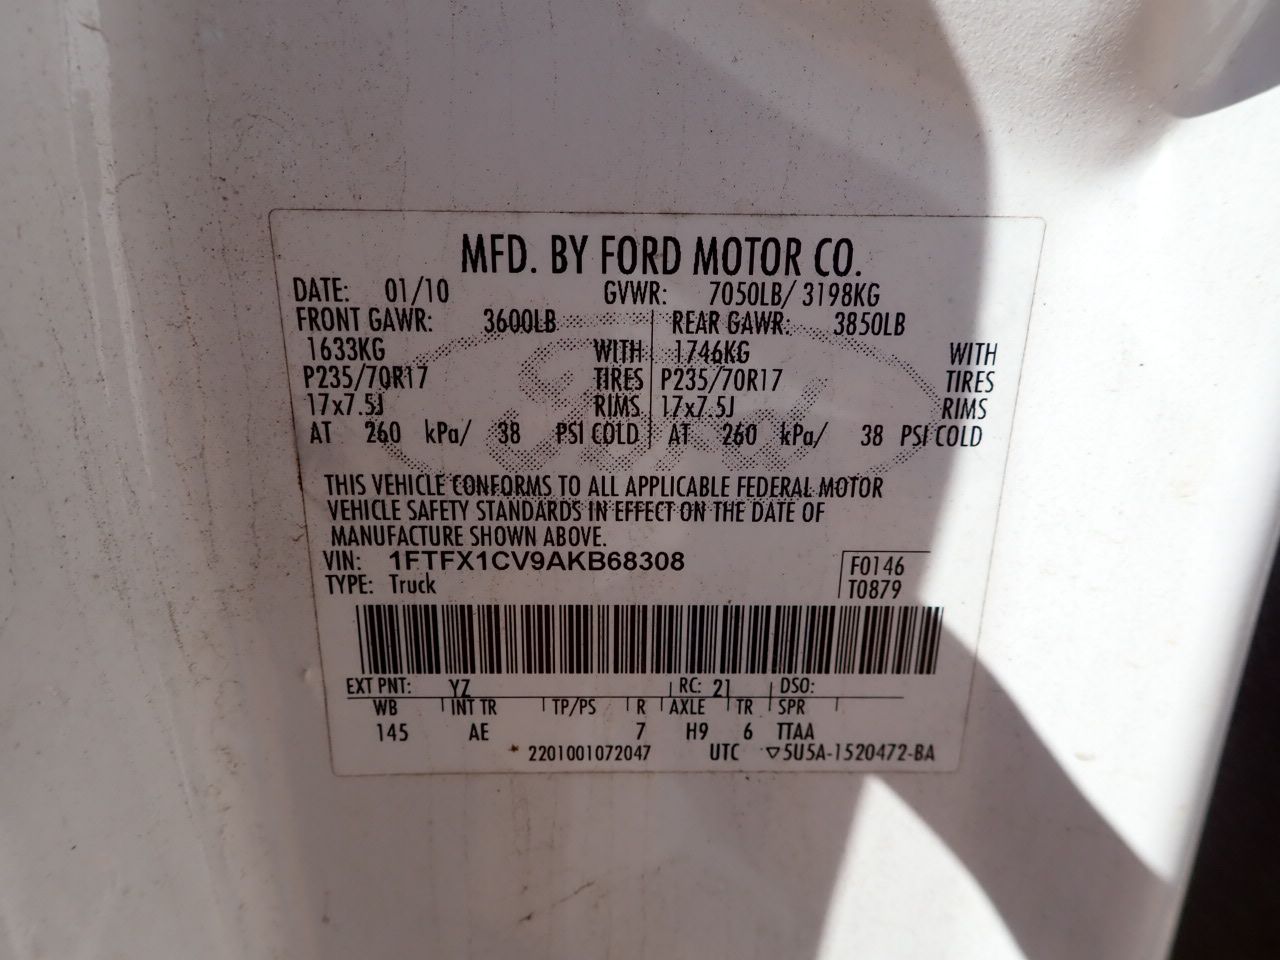 MFD. BY FORD MOTOR CO.
DATE: 01/10 GVWR: 7050LB/ 3198KG
FRONT GAWR: 3600LB REAR GAWR: 3850LB
1633KG WITH 1746KG WITH
P235/70R17 TIRES P235/70R17 TIRES
17x7.5J RIMS 17x7.5J RIMS
AT 260 kPa/ 38 PSI COLD AT 260 kPa/ 38 PSI COLD
Ford
THIS VEHICLE CONFORMS TO ALL APPLICABLE FEDERAL MOTOR
VEHICLE SAFETY STANDARDS IN EFFECT ON THE DATE OF
MANUFACTURE SHOWN ABOVE.
VIN: 1FTFX1CV9AKB68308 F0146
TYPE: Truck T0879
EXT PNT: YZ RC: 21 DSO:
WB INT TR TP/PS R AXLE TR SPR
145 AE 7 H9 6 TTAA
2201001072047 UTC ▽5U5A-1520472-BA